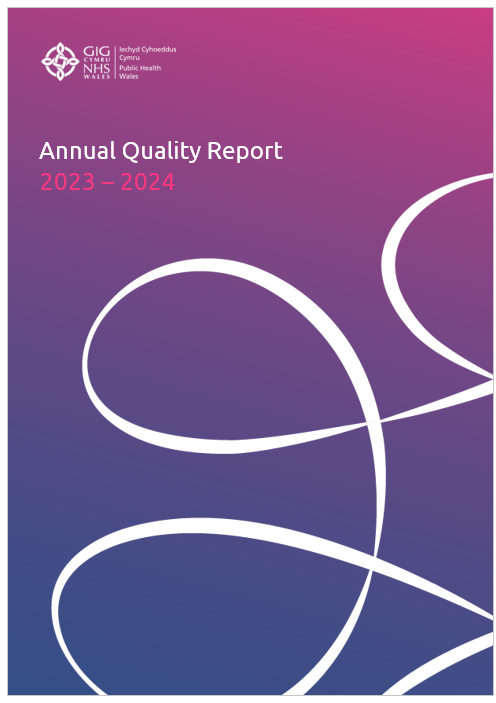 GIG
CYMRU
NHS
WALES
Iechyd Cyhoeddus
Cymru
Public Health
Wales
Annual Quality Report
2023 – 2024